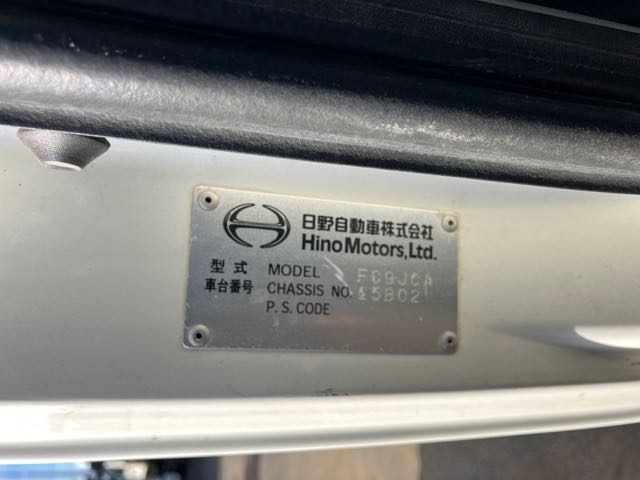 日野自動車株式会社
Hino Motors, Ltd.
型式 MODEL
車台番号 CHASSIS NO.
P.S. CODE